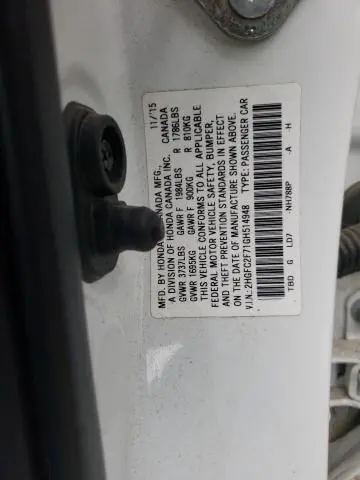 MFD. BY HONDA CANADA MFG., 11/15
A DIVISION OF HONDA CANADA INC. CANADA
GVWR 3737LBS GAWR F 1984LBS R 1786LBS
GVWR 1695KG GAWR F 900KG R 810KG
THIS VEHICLE CONFORMS TO ALL APPLICABLE
FEDERAL MOTOR VEHICLE SAFETY, BUMPER,
AND THEFT PREVENTION STANDARDS IN EFFECT
ON THE DATE OF MANUFACTURE SHOWN ABOVE.
V.I.N.: 2HGFC2F71GH514948 TYPE: PASSENGER CAR
TBD G LD7 -NH788P -A -H